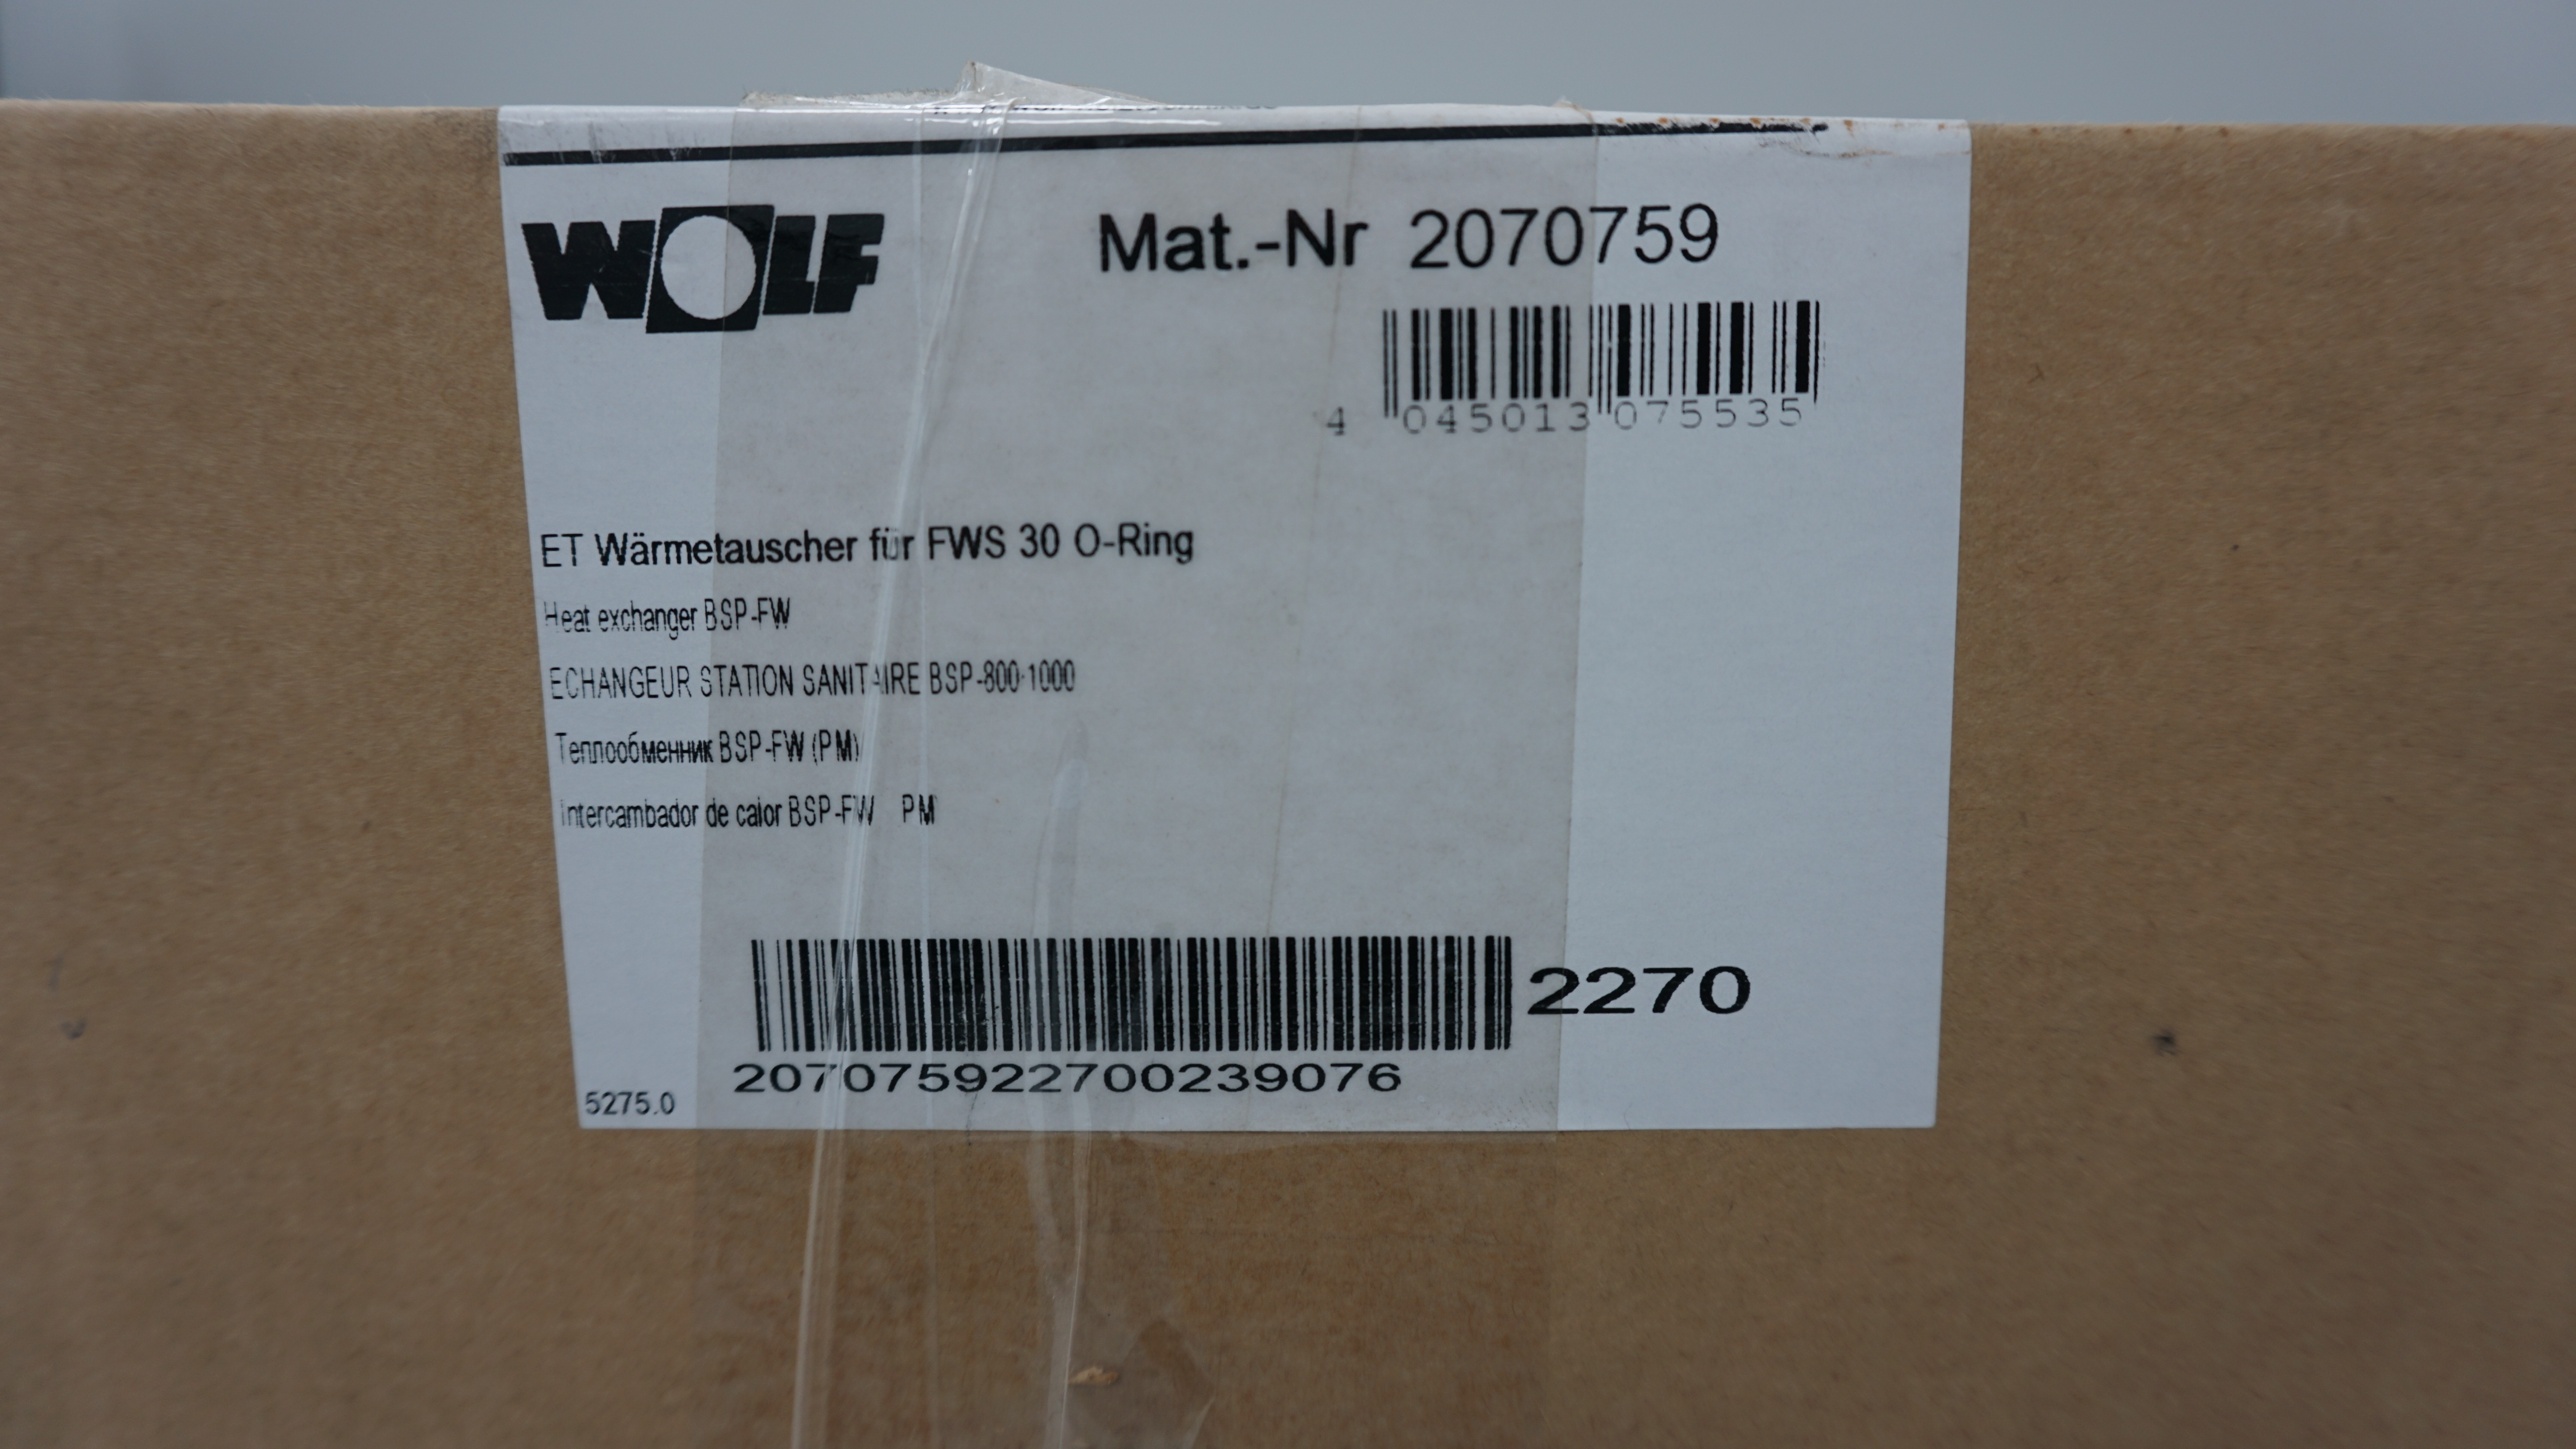 WOLF
Mat.-Nr 2070759
4 045013 075535
ET Wärmetauscher für FWS 30 O-Ring
Heat exchanger BSP-FW
ECHANGEUR STATION SANITAIRE BSP-800-1000
Теплообменник BSP-FW (PM)
Intercambador de calor BSP-FW PM
2270
207075922700239076
5275.0